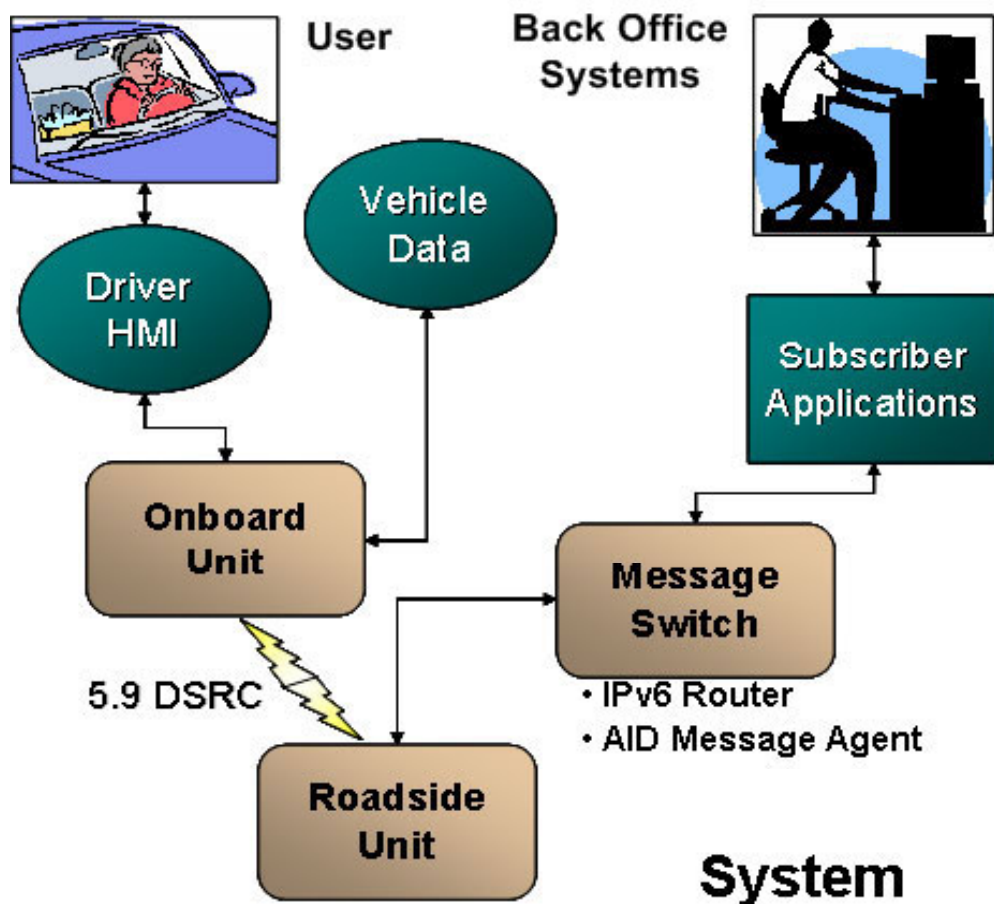 User
Back Office
Systems
Vehicle
Data
Driver
HMI
Subscriber
Applications
Onboard
Unit
Message
Switch
5.9 DSRC
• IPv6 Router
• AID Message Agent
Roadside
Unit
System